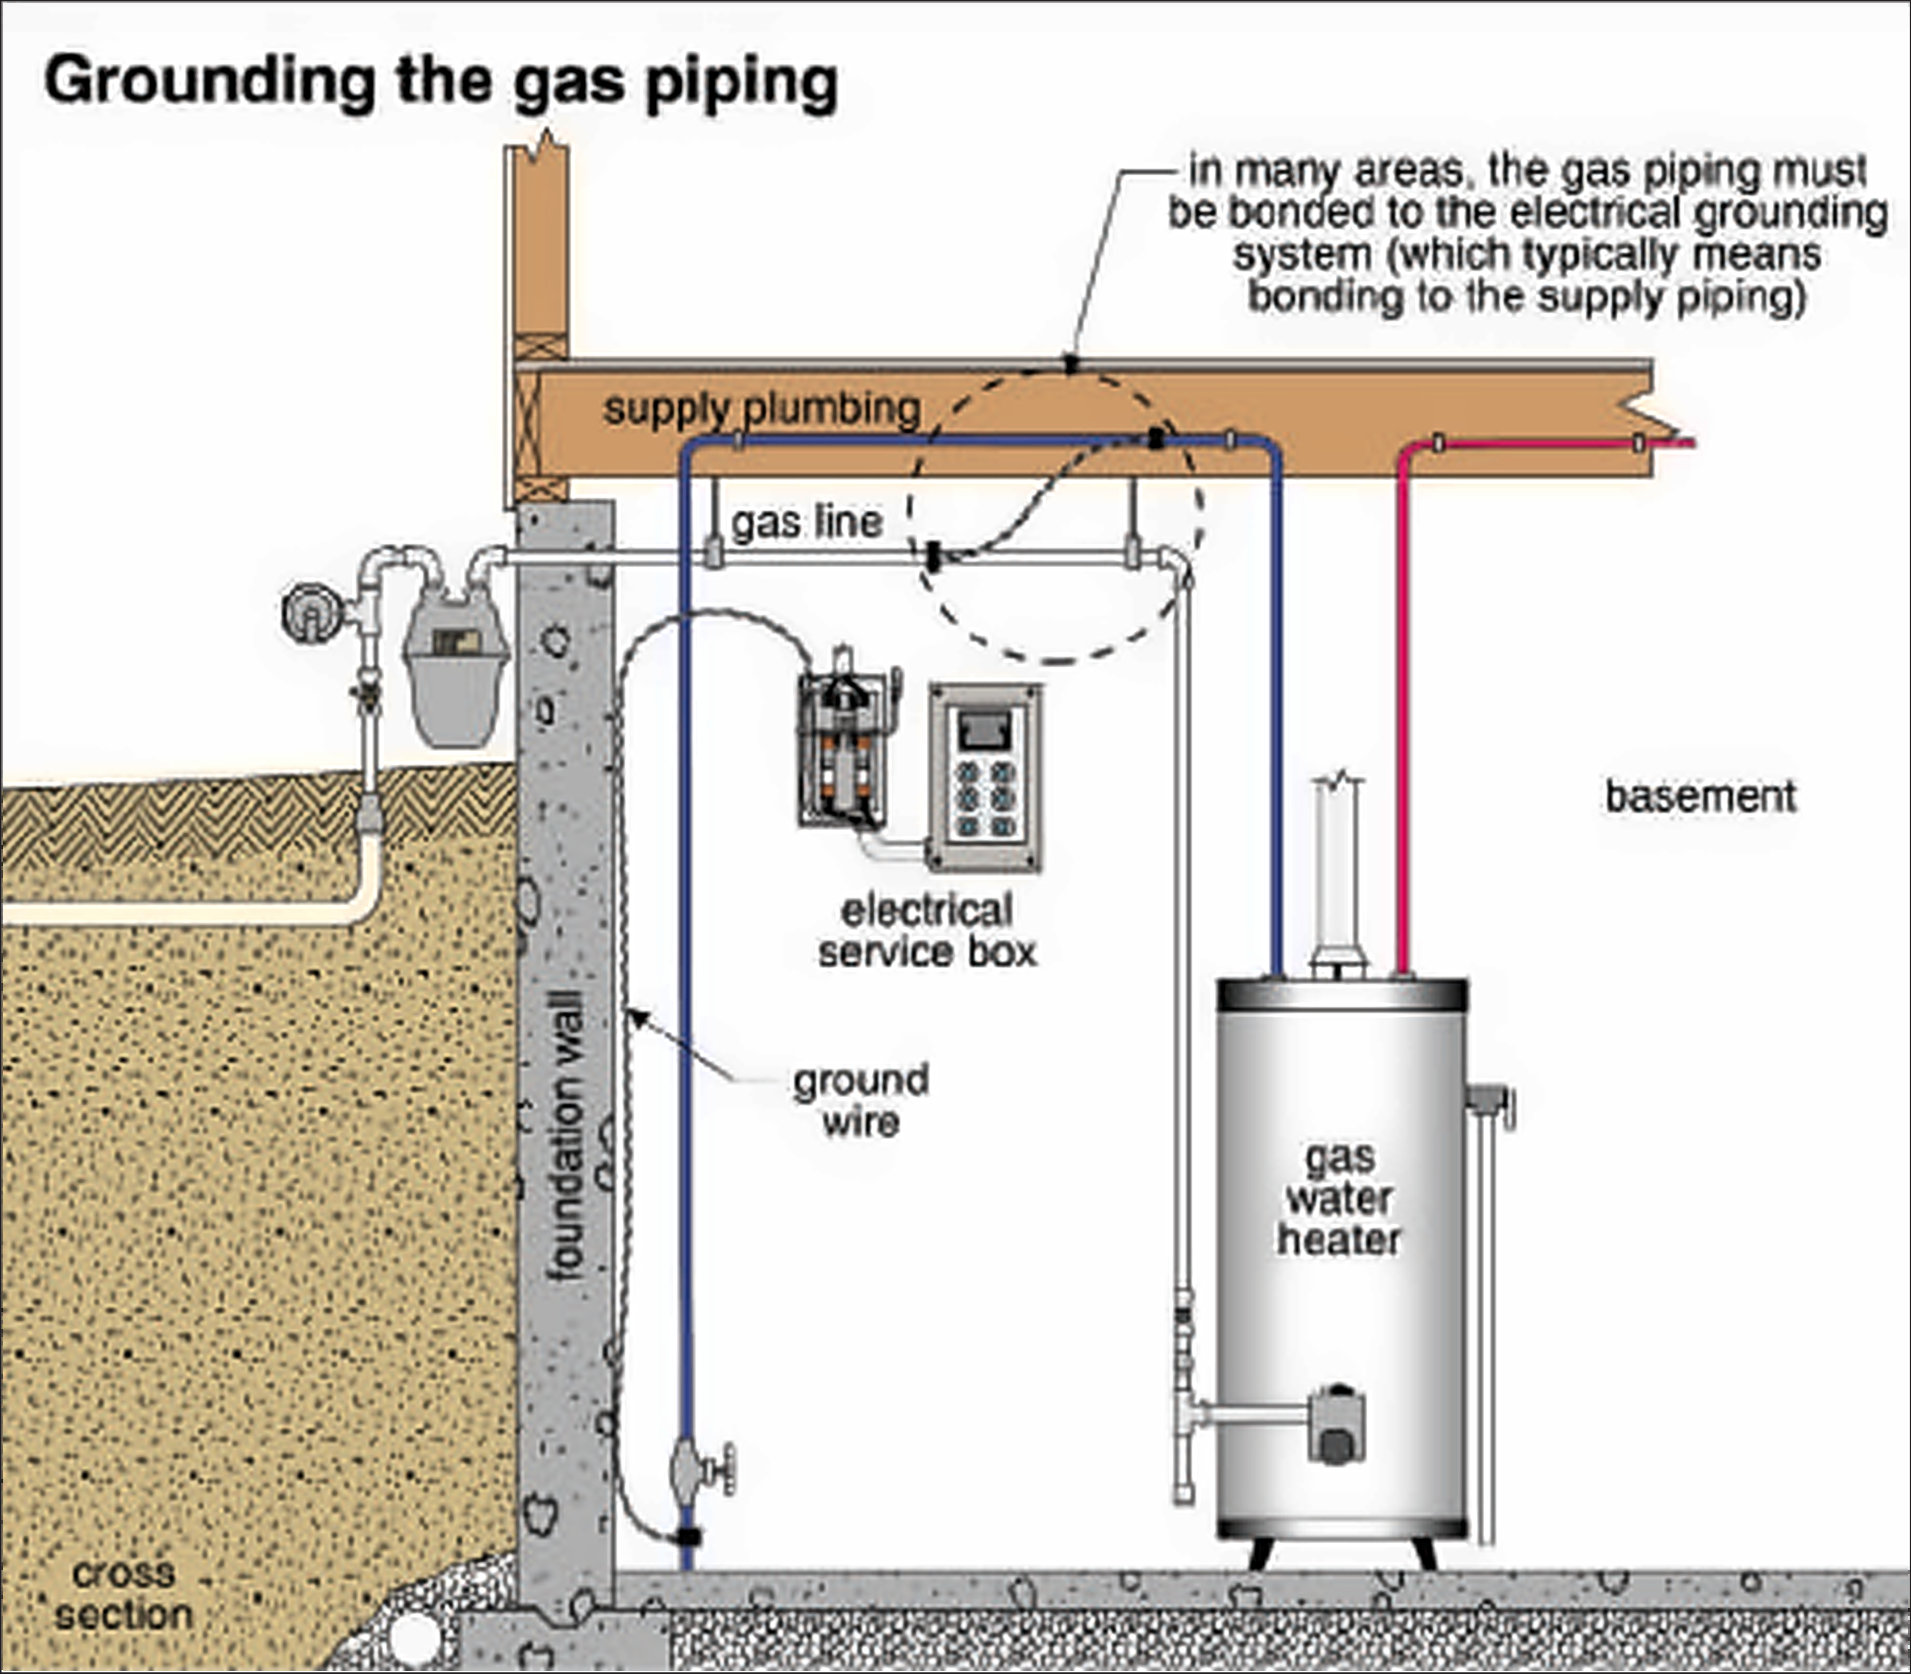 Grounding the gas piping
in many areas, the gas piping must
be bonded to the electrical grounding
system (which typically means
bonding to the supply piping)
supply plumbing
gas line
basement
electrical
service box
foundation wall
ground
wire
gas
water
heater
cross
section